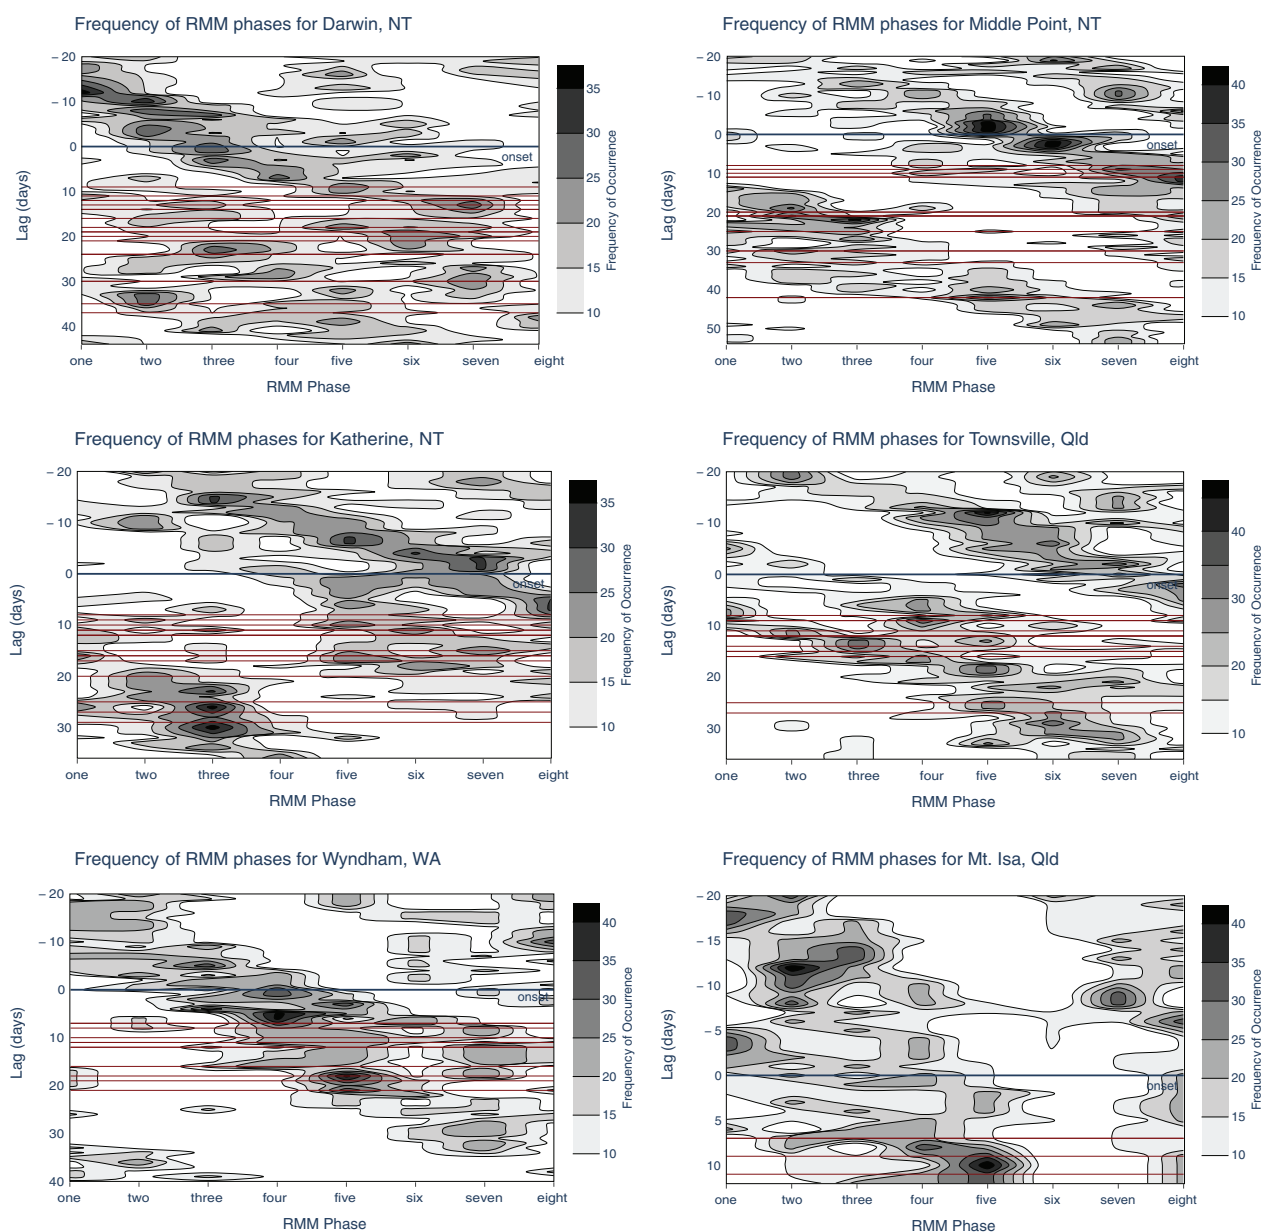 Frequency of RMM phases for Darwin, NT
− 20
− 10
0
10
20
30
40
Lag (days)
onset
one two three four five six seven eight
RMM Phase
35
30
25
20
15
10
Frequency of Occurrence
Frequency of RMM phases for Middle Point, NT
− 20
− 10
0
10
20
30
40
50
Lag (days)
onset
one two three four five six seven eight
RMM Phase
40
35
30
25
20
15
10
Frequency of Occurrence
Frequency of RMM phases for Katherine, NT
− 20
− 10
0
10
20
30
Lag (days)
onset
one two three four five six seven eight
RMM Phase
35
30
25
20
15
10
Frequency of Occurrence
Frequency of RMM phases for Townsville, Qld
− 20
− 10
0
10
20
30
Lag (days)
onset
one two three four five six seven eight
RMM Phase
40
30
20
10
Frequency of Occurrence
Frequency of RMM phases for Wyndham, WA
− 20
− 10
0
10
20
30
40
Lag (days)
onset
one two three four five six seven eight
RMM Phase
40
35
30
25
20
15
10
Frequency of Occurrence
Frequency of RMM phases for Mt. Isa, Qld
− 20
− 15
− 10
− 5
0
5
10
Lag (days)
onset
one two three four five six seven eight
RMM Phase
40
35
30
25
20
15
10
Frequency of Occurrence